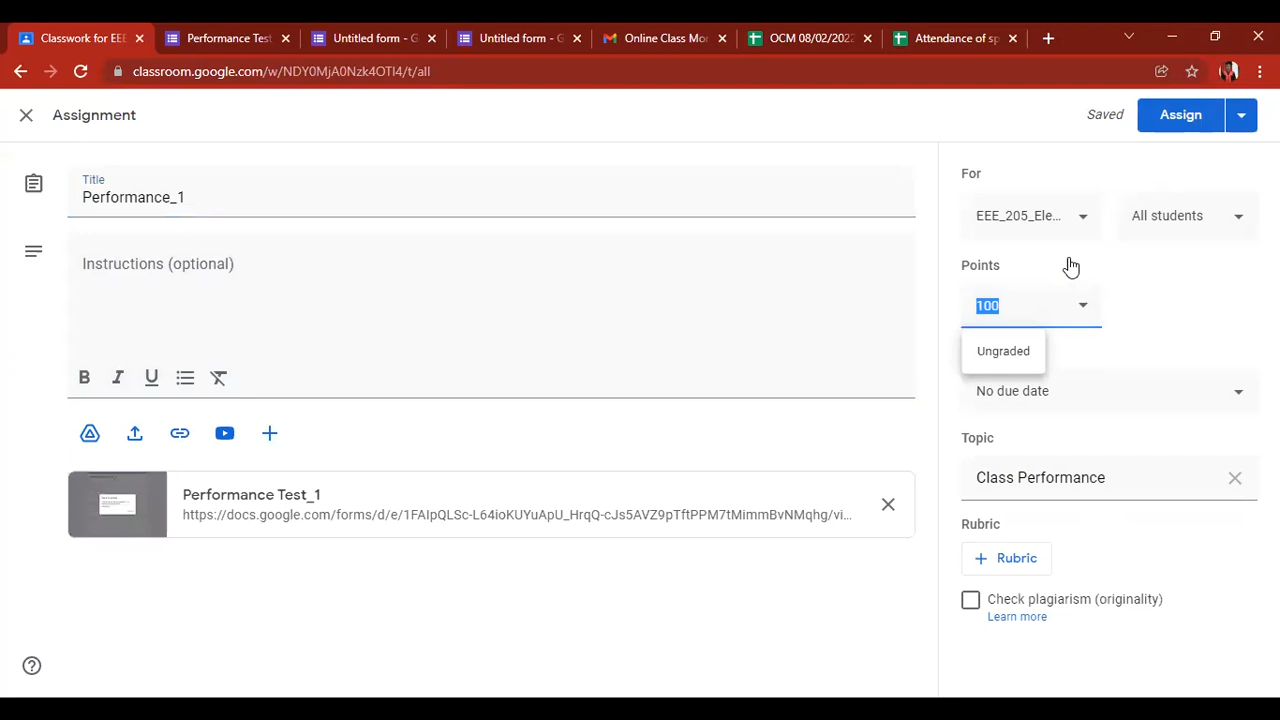 Classwork for EEE
Performance Test
Untitled form - G
Untitled form - G
Online Class Mor
OCM 08/02/2022
Attendance of sp
classroom.google.com/w/NDY0MjA0Nzk4OTI4/t/all
Assignment
Saved
Assign
Title
Performance_1
Instructions (optional)
B I U
Performance Test_1
https://docs.google.com/forms/d/e/1FAIpQLSc-L64ioKUYuApU_HrqQ-cJs5AVZ9pTftPPM7tMimmBvNMqhg/vi...
For
EEE_205_Ele...
All students
Points
100
Ungraded
No due date
Topic
Class Performance
Rubric
+ Rubric
Check plagiarism (originality)
Learn more